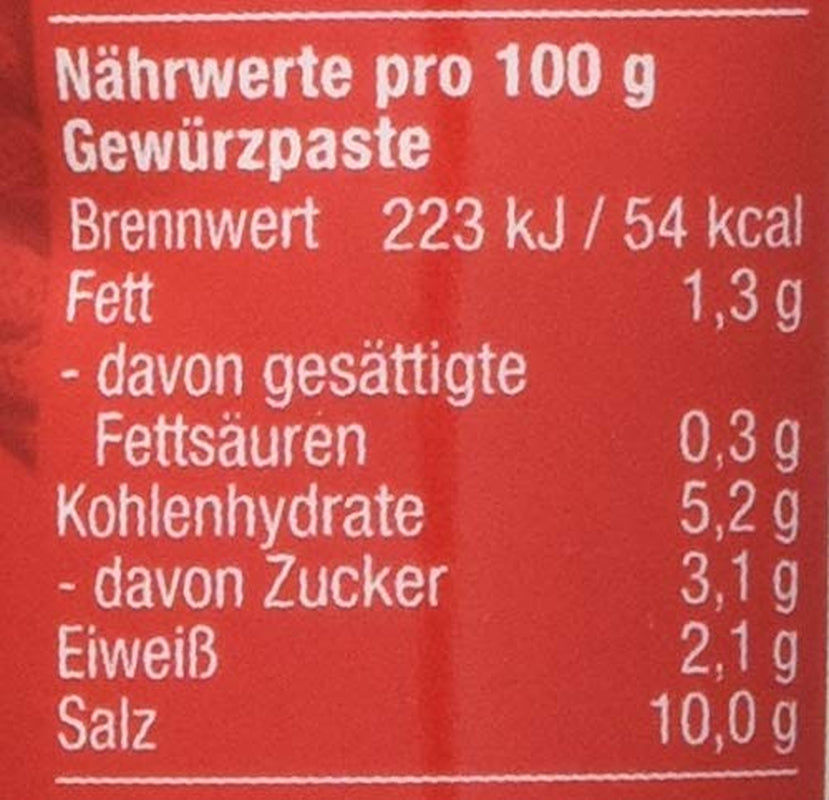 Nährwerte pro 100 g
Gewürzpaste
Brennwert 223 kJ / 54 kcal
Fett 1,3 g
- davon gesättigte
Fettsäuren 0,3 g
Kohlenhydrate 5,2 g
- davon Zucker 3,1 g
Eiweiß 2,1 g
Salz 10,0 g